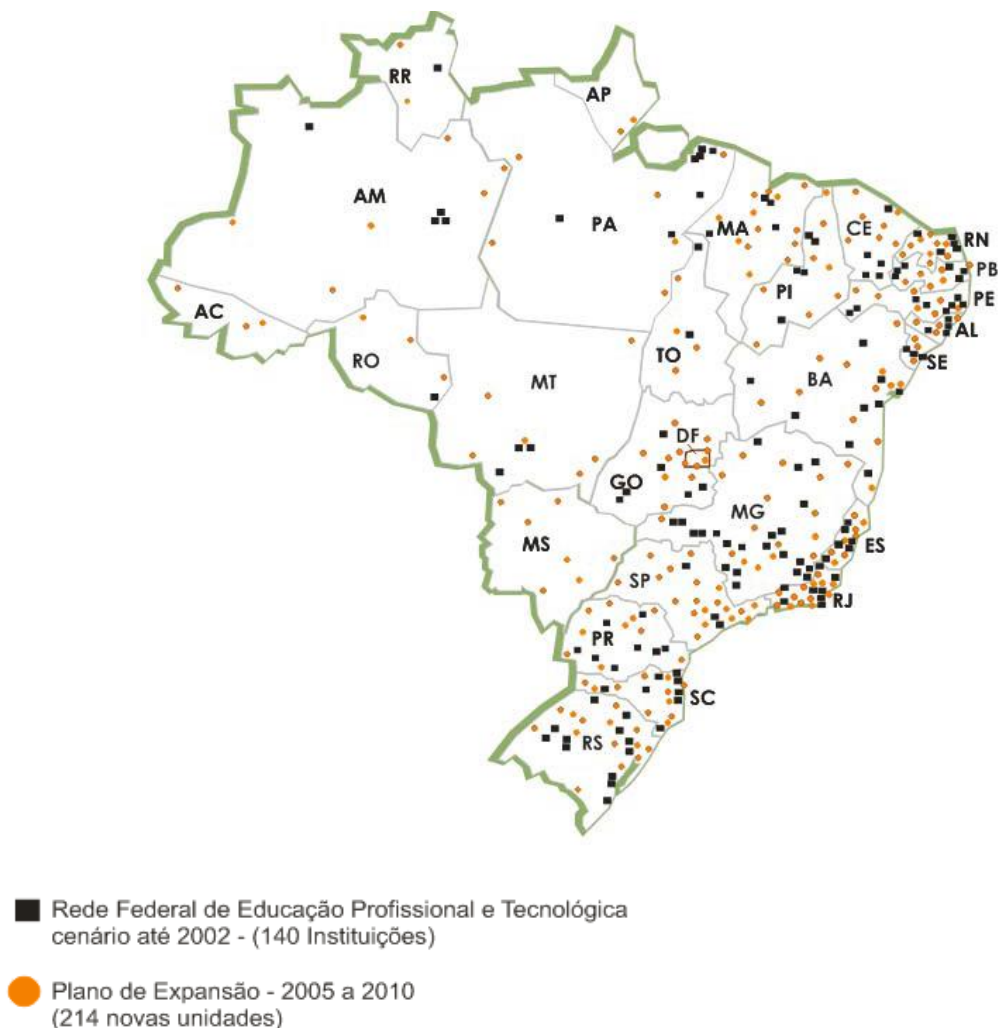 RR
AP
AM
PA
MA
CE
RN
PB
PE
AL
SE
PI
AC
RO
TO
MT
BA
DF
GO
MG
ES
MS
SP
RJ
PR
SC
RS
Rede Federal de Educação Profissional e Tecnológica
cenário até 2002 - (140 Instituições)
Plano de Expansão - 2005 a 2010
(214 novas unidades)